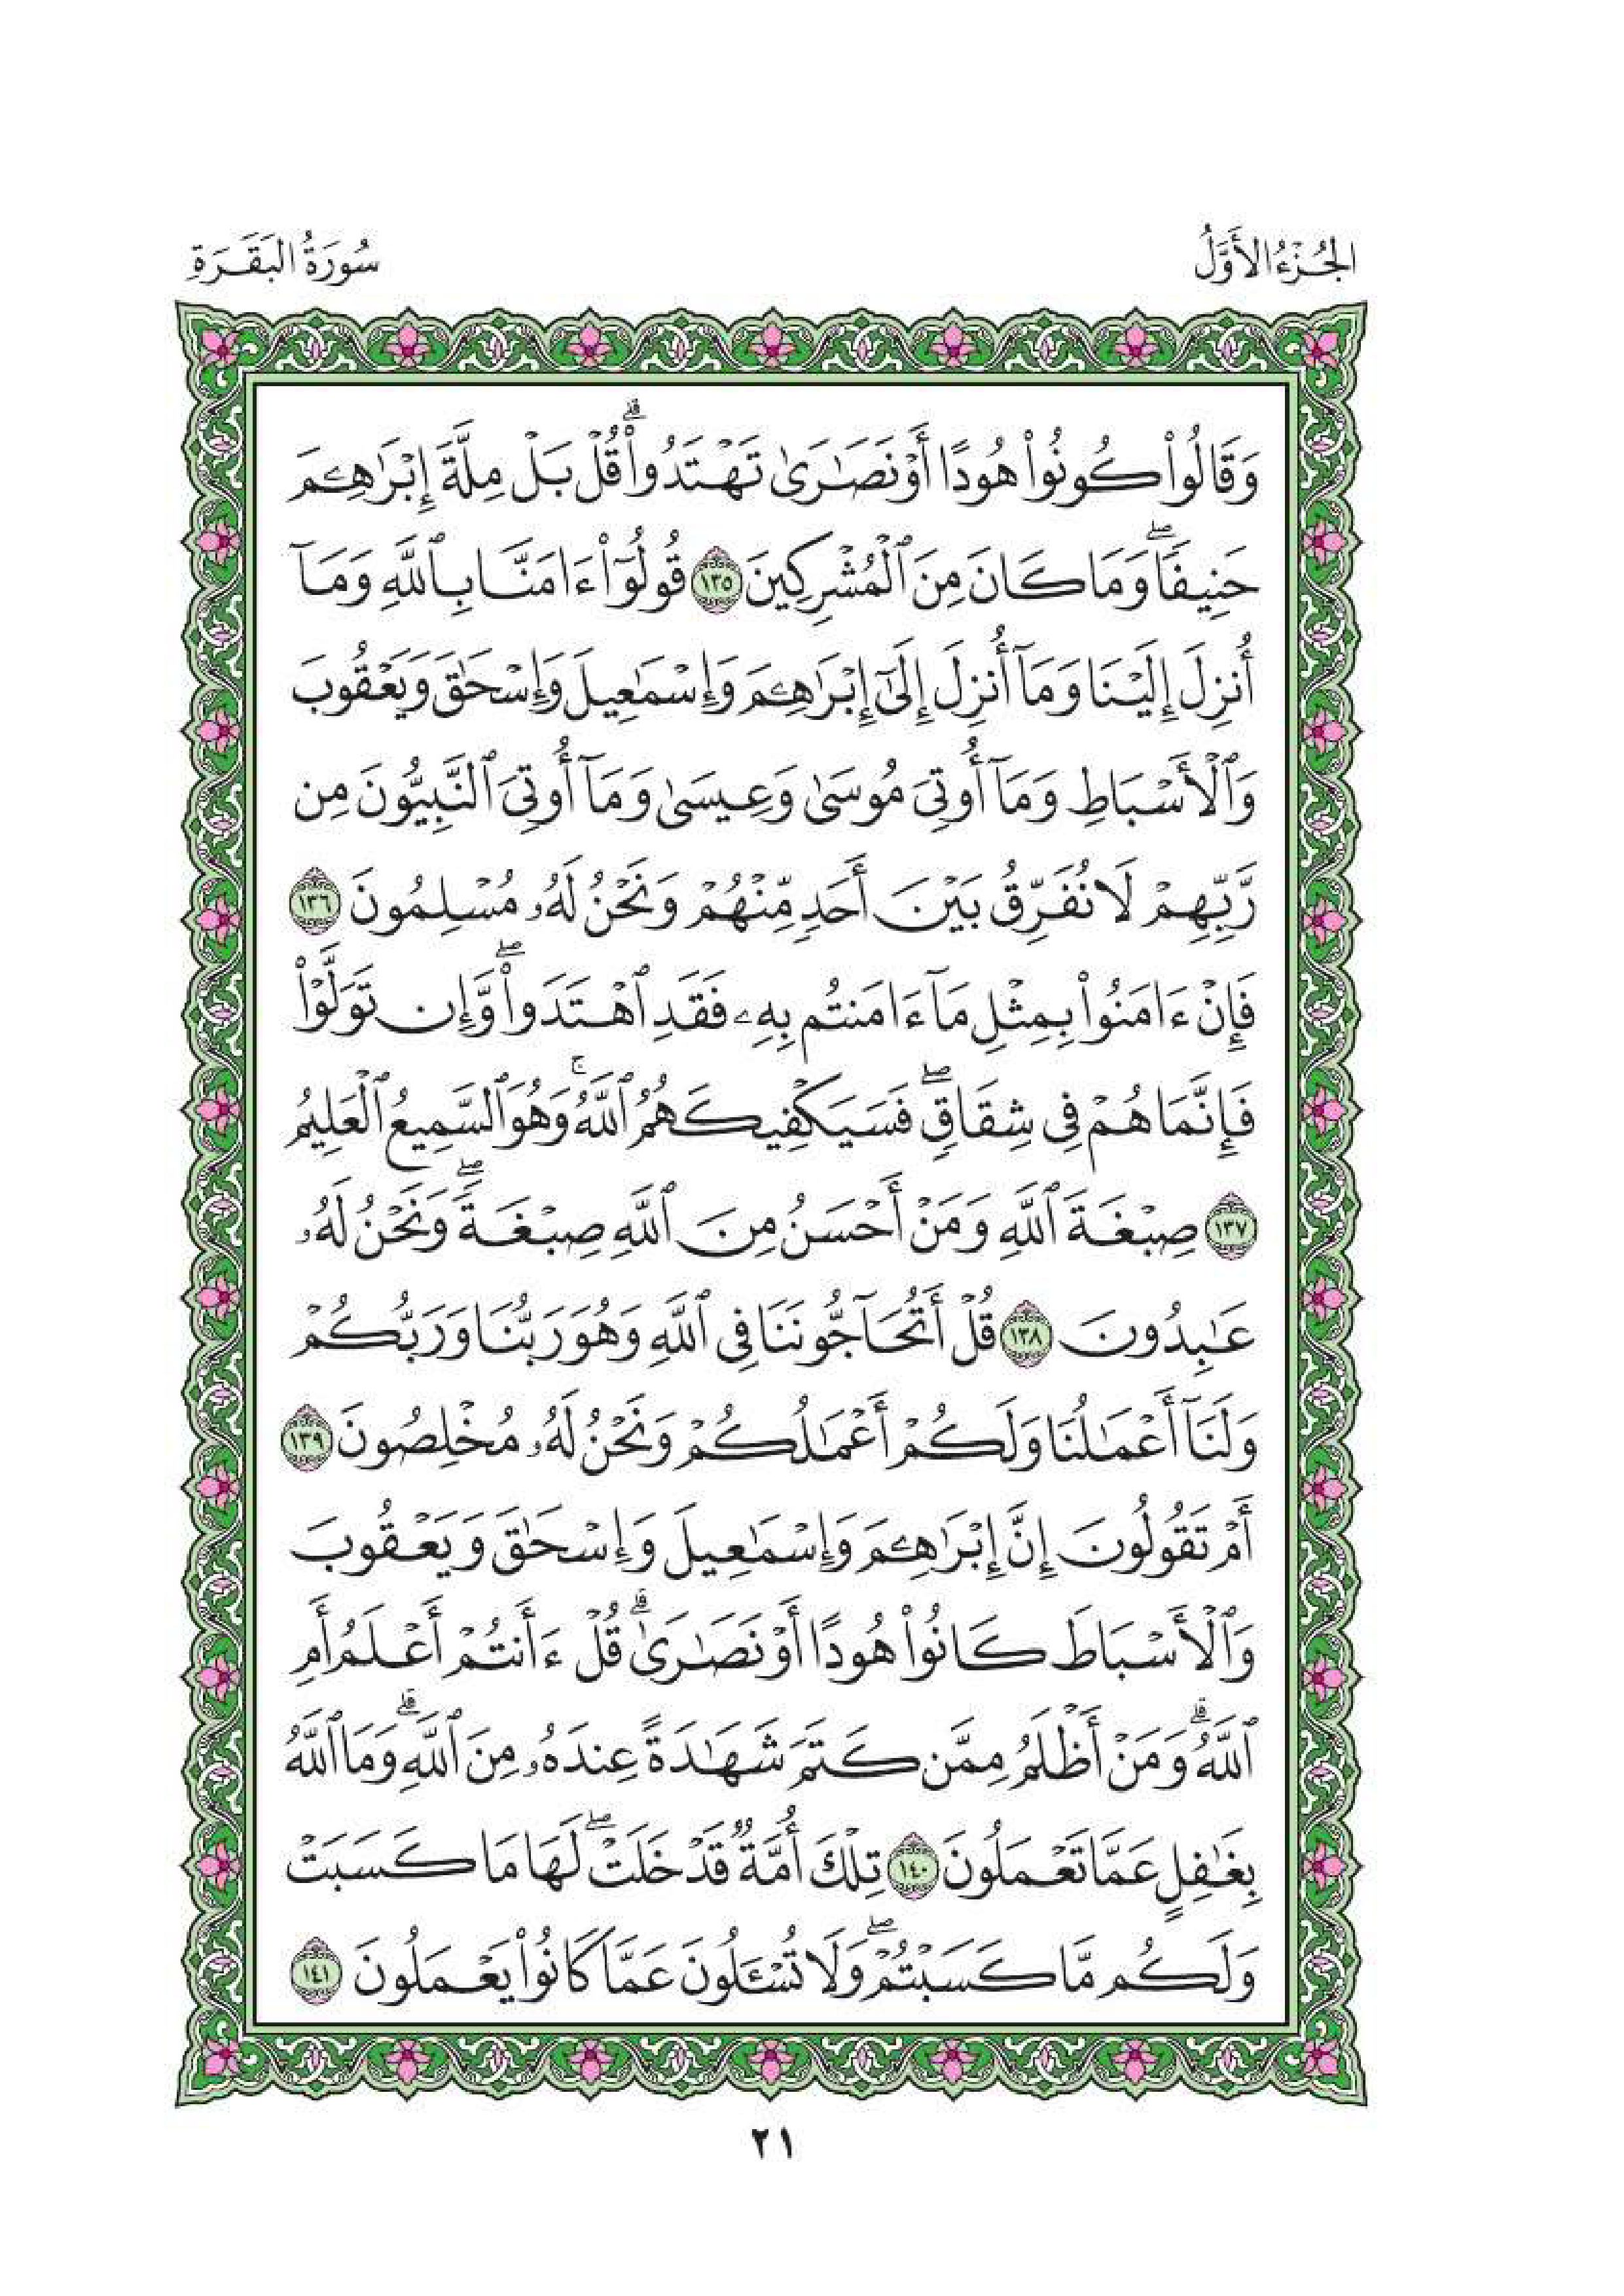 الجُزْءُ الأَوَّلُ
سُورَةُ البَقَرَةِ
وَقَالُوا۟ كُونُوا۟ هُودًا أَوْ نَصَـٰرَىٰ تَهْتَدُوا۟ۗ قُلْ بَلْ مِلَّةَ إِبْرَٰهِـۧمَ
حَنِيفًاۖ وَمَا كَانَ مِنَ ٱلْمُشْرِكِينَ ١٣٥ قُولُوٓا۟ ءَامَنَّا بِٱللَّهِ وَمَآ
أُنزِلَ إِلَيْنَا وَمَآ أُنزِلَ إِلَىٰٓ إِبْرَٰهِـۧمَ وَإِسْمَـٰعِيلَ وَإِسْحَـٰقَ وَيَعْقُوبَ
وَٱلْأَسْبَاطِ وَمَآ أُوتِىَ مُوسَىٰ وَعِيسَىٰ وَمَآ أُوتِىَ ٱلنَّبِيُّونَ مِن
رَّبِّهِمْ لَا نُفَرِّقُ بَيْنَ أَحَدٍ مِّنْهُمْ وَنَحْنُ لَهُۥ مُسْلِمُونَ ١٣٦
فَإِنْ ءَامَنُوا۟ بِمِثْلِ مَآ ءَامَنتُم بِهِۦ فَقَدِ ٱهْتَدَوا۟ۖ وَّإِن تَوَلَّوْا۟
فَإِنَّمَا هُمْ فِى شِقَاقٍۖ فَسَيَكْفِيكَهُمُ ٱللَّهُۚ وَهُوَ ٱلسَّمِيعُ ٱلْعَلِيمُ
١٣٧ صِبْغَةَ ٱللَّهِ وَمَنْ أَحْسَنُ مِنَ ٱللَّهِ صِبْغَةًۖ وَنَحْنُ لَهُۥ
عَـٰبِدُونَ ١٣٨ قُلْ أَتُحَآجُّونَنَا فِى ٱللَّهِ وَهُوَ رَبُّنَا وَرَبُّكُمْ
وَلَنَآ أَعْمَـٰلُنَا وَلَكُمْ أَعْمَـٰلُكُمْ وَنَحْنُ لَهُۥ مُخْلِصُونَ ١٣٩
أَمْ تَقُولُونَ إِنَّ إِبْرَٰهِـۧمَ وَإِسْمَـٰعِيلَ وَإِسْحَـٰقَ وَيَعْقُوبَ
وَٱلْأَسْبَاطَ كَانُوا۟ هُودًا أَوْ نَصَـٰرَىٰۗ قُلْ ءَأَنتُمْ أَعْلَمُ أَمِ
ٱللَّهُۗ وَمَنْ أَظْلَمُ مِمَّن كَتَمَ شَهَـٰدَةً عِندَهُۥ مِنَ ٱللَّهِۗ وَمَا ٱللَّهُ
بِغَـٰفِلٍ عَمَّا تَعْمَلُونَ ١٤٠ تِلْكَ أُمَّةٌ قَدْ خَلَتْۖ لَهَا مَا كَسَبَتْ
وَلَكُم مَّا كَسَبْتُمْۖ وَلَا تُسْـَٔلُونَ عَمَّا كَانُوا۟ يَعْمَلُونَ ١٤١
٢١